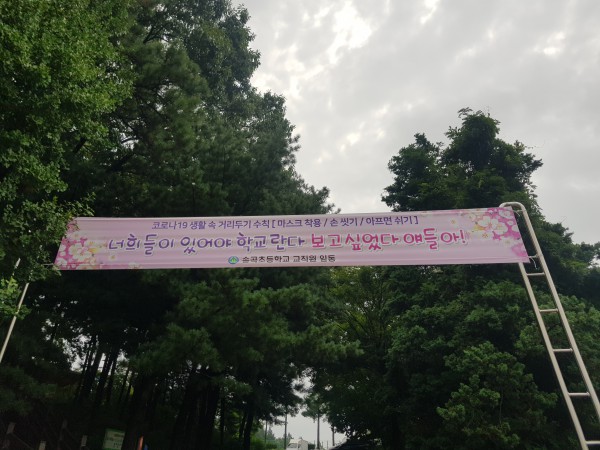 코로나19 생활 속 거리두기 수칙 [ 마스크 착용 / 손 씻기 / 아프면 쉬기 ]
너희들이 있어야 학교란다 보고싶었다 얘들아!
송곡초등학교 교직원 일동